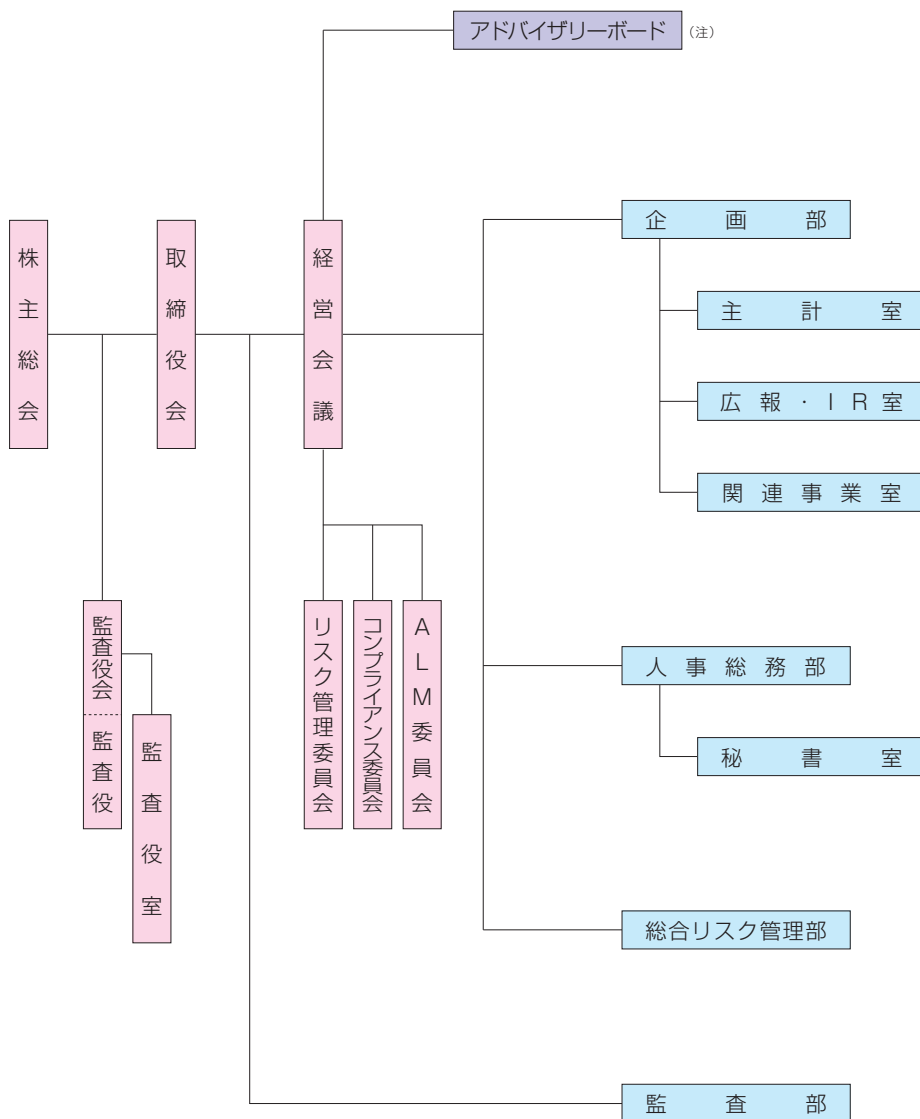 アドバイザリーボード (注)
株主総会
取締役会
経営会議
企画部
主計室
広報・IR室
関連事業室
監査役会
監査役
監査役室
リスク管理委員会
コンプライアンス委員会
ALM委員会
人事総務部
秘書室
総合リスク管理部
監査部